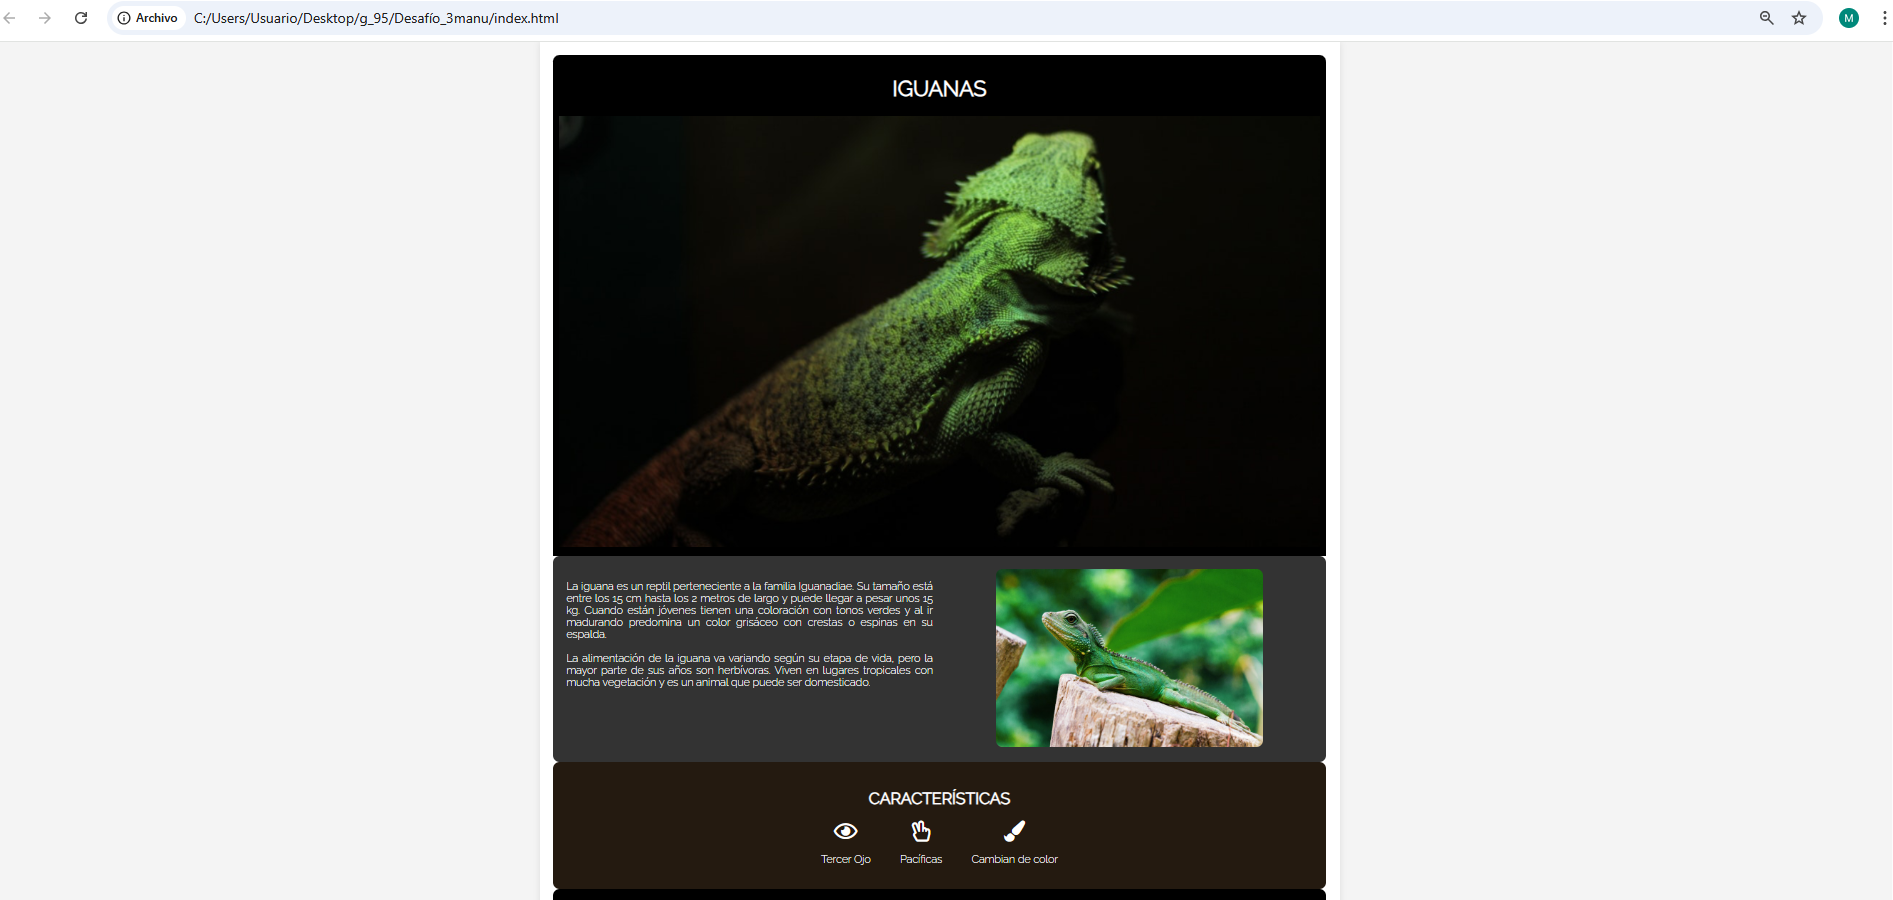 Archivo
C:/Users/Usuario/Desktop/g_95/Desafío_3manu/index.html
M
IGUANAS
La iguana es un reptil perteneciente a la familia Iguanadiae. Su tamaño está
entre los 15 cm hasta los 2 metros de largo y puede llegar a pesar unos 15
kg. Cuando están jóvenes tienen una coloración con tonos verdes y al ir
madurando predomina un color grisáceo con crestas o espinas en su
espalda.
La alimentación de la iguana va variando según su etapa de vida, pero la
mayor parte de sus años son herbívoras. Viven en lugares tropicales con
mucha vegetación y es un animal que puede ser domesticado.
CARACTERÍSTICAS
Tercer Ojo
Pacíficas
Cambian de color